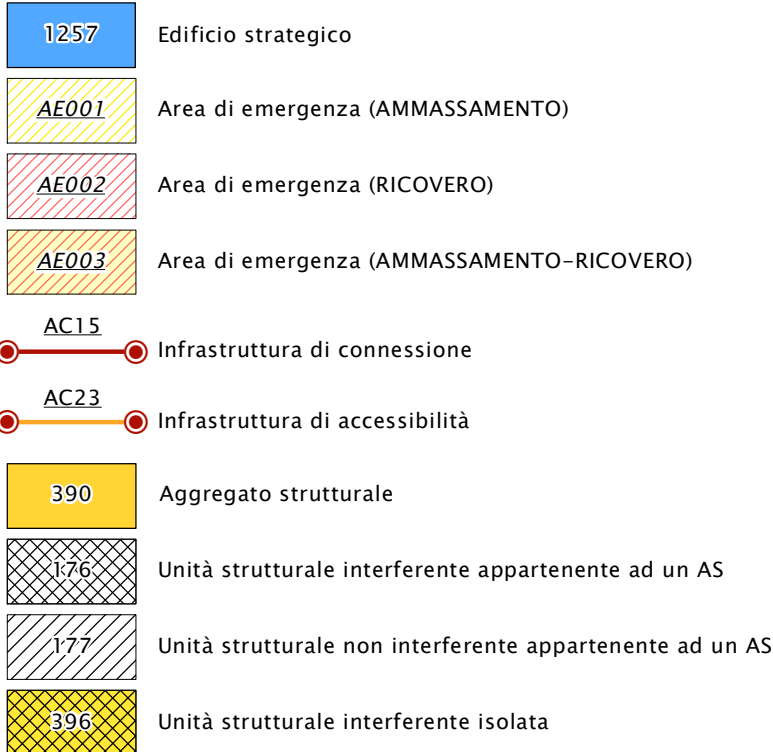 1257 Edificio strategico
AE001 Area di emergenza (AMMASSAMENTO)
AE002 Area di emergenza (RICOVERO)
AE003 Area di emergenza (AMMASSAMENTO-RICOVERO)
AC15 Infrastruttura di connessione
AC23 Infrastruttura di accessibilità
390 Aggregato strutturale
176 Unità strutturale interferente appartenente ad un AS
177 Unità strutturale non interferente appartenente ad un AS
396 Unità strutturale interferente isolata